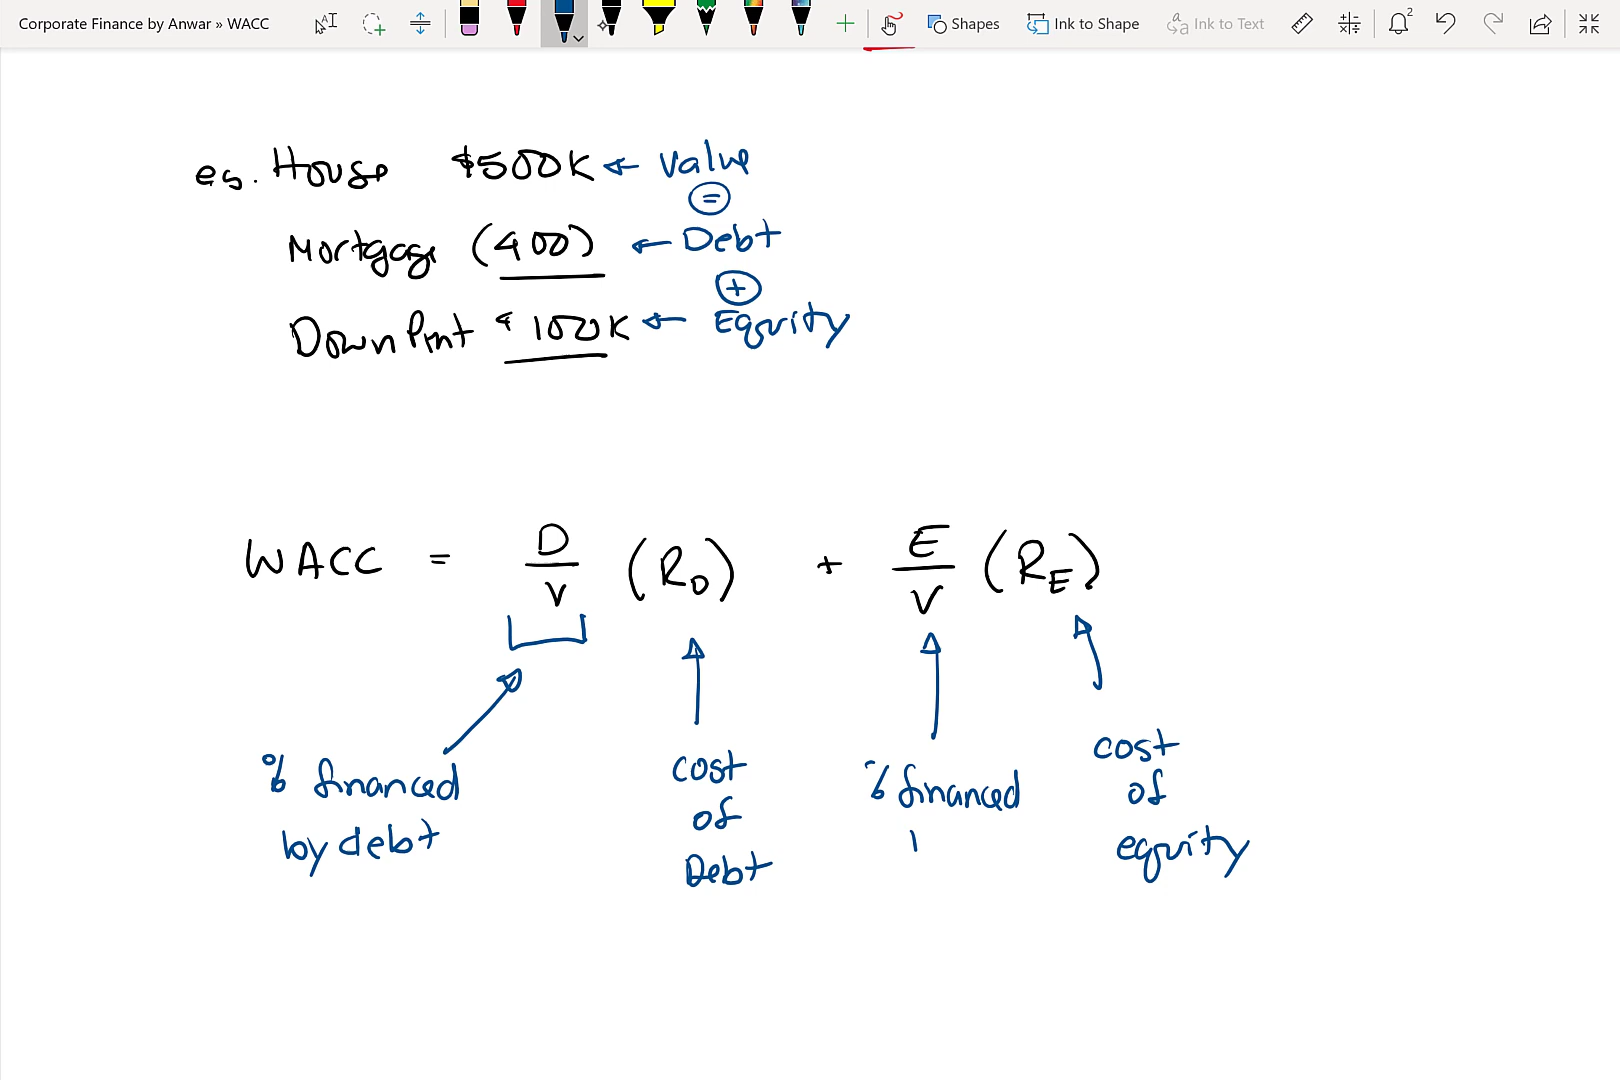 Corporate Finance by Anwar » WACC
Shapes
Ink to Shape
Ink to Text
2
eg. House $500K ← Value
=
Mortgage (400) ← Debt
+
Down Pmt $100K ← Equity
WACC = D/V (RD) + E/V (RE)
% financed by debt
cost of Debt
% financed
cost of equity